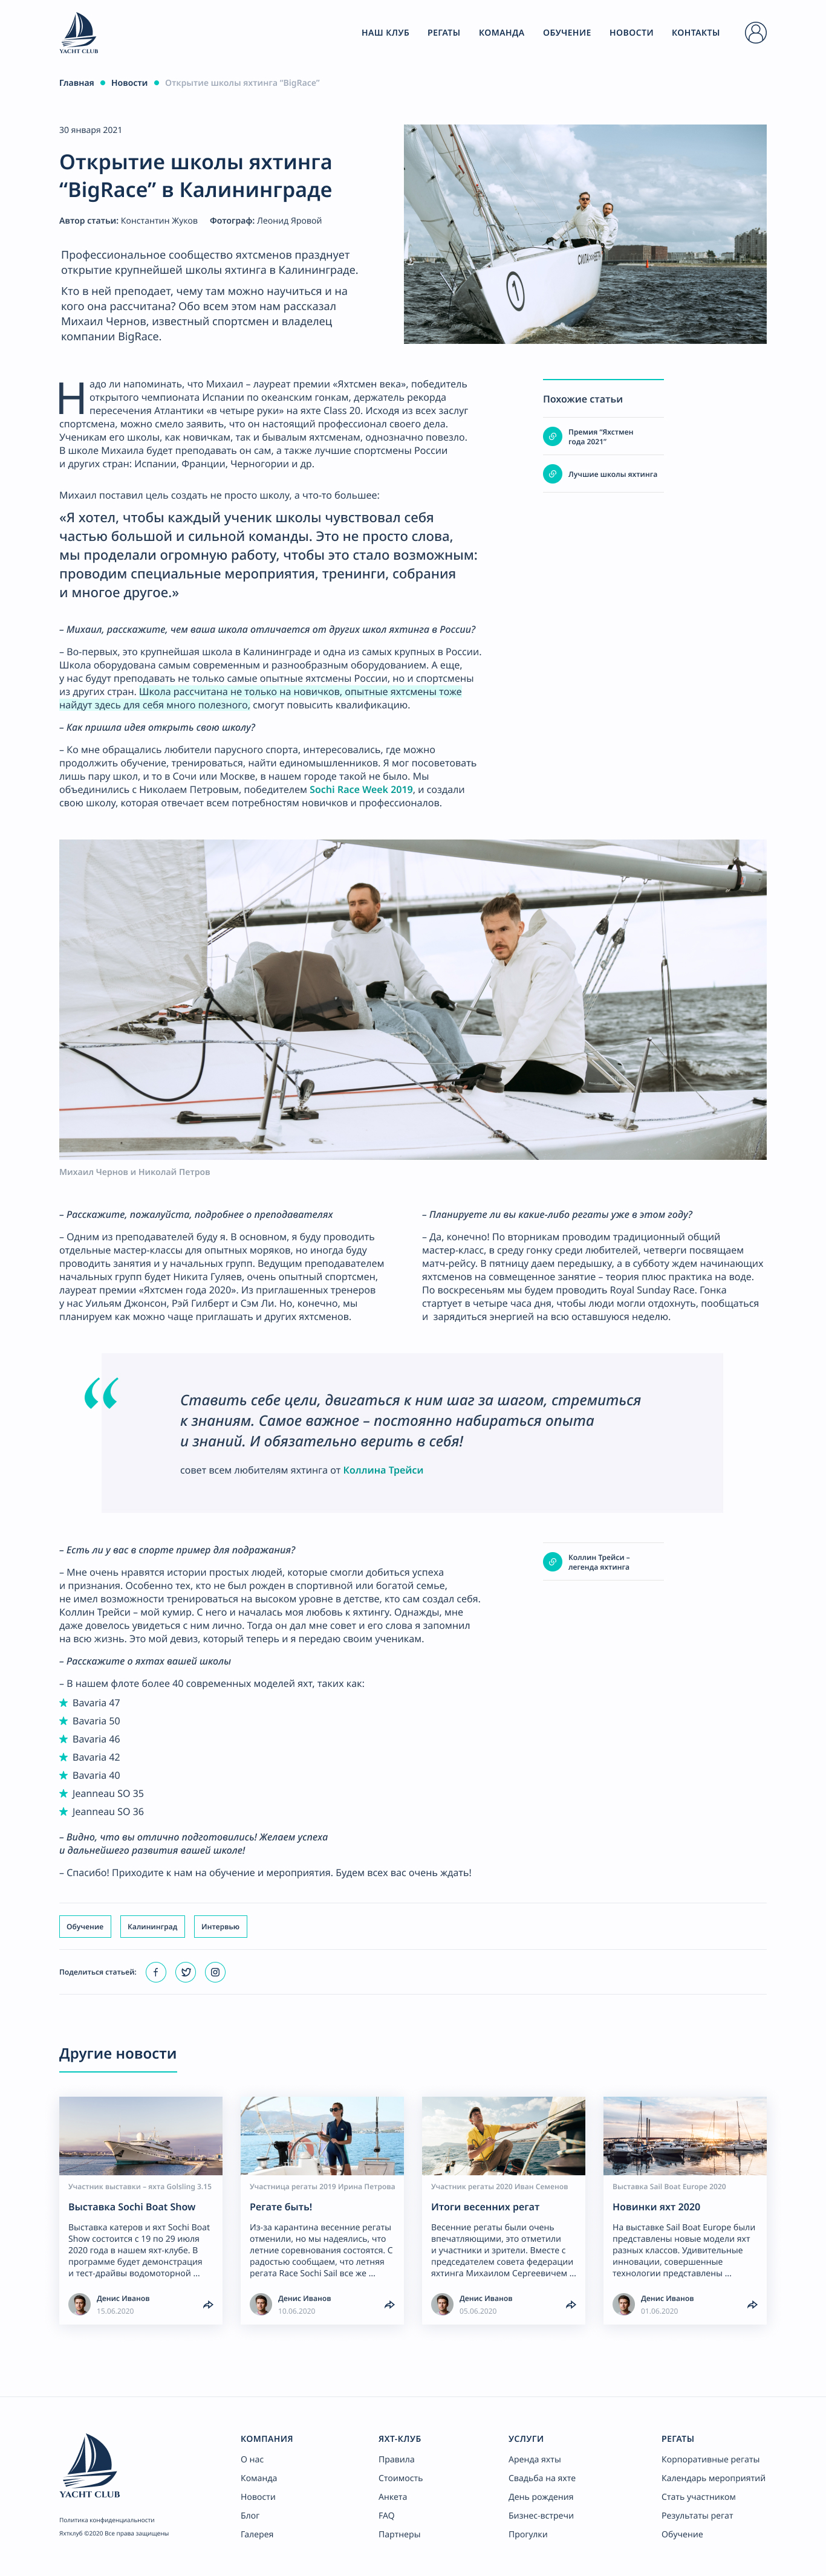 YACHT CLUB
НАШ КЛУБ
РЕГАТЫ
КОМАНДА
ОБУЧЕНИЕ
НОВОСТИ
КОНТАКТЫ
Главная
Новости
Открытие школы яхтинга “BigRace”
30 января 2021
Открытие школы яхтинга
“BigRace” в Калининграде
Автор статьи: Константин Жуков Фотограф: Леонид Яровой
Профессиональное сообщество яхтсменов празднует
открытие крупнейшей школы яхтинга в Калининграде.
Кто в ней преподает, чему там можно научиться и на
кого она рассчитана? Обо всем этом нам рассказал
Михаил Чернов, известный спортсмен и владелец
компании BigRace.
1
Надо ли напоминать, что Михаил – лауреат премии «Яхтсмен века», победитель
открытого чемпионата Испании по океанским гонкам, держатель рекорда
пересечения Атлантики «в четыре руки» на яхте Class 20. Исходя из всех заслуг
спортсмена, можно смело заявить, что он настоящий профессионал своего дела.
Ученикам его школы, как новичкам, так и бывалым яхтсменам, однозначно повезло.
В школе Михаила будет преподавать он сам, а также лучшие спортсмены России
и других стран: Испании, Франции, Черногории и др.
Похожие статьи
Премия “Яхстмен
года 2021”
Лучшие школы яхтинга
Михаил поставил цель создать не просто школу, а что-то большее:
«Я хотел, чтобы каждый ученик школы чувствовал себя
частью большой и сильной команды. Это не просто слова,
мы проделали огромную работу, чтобы это стало возможным:
проводим специальные мероприятия, тренинги, собрания
и многое другое.»
– Михаил, расскажите, чем ваша школа отличается от других школ яхтинга в России?
– Во-первых, это крупнейшая школа в Калининграде и одна из самых крупных в России.
Школа оборудована самым современным и разнообразным оборудованием. А еще,
у нас будут преподавать не только самые опытные яхтсмены России, но и спортсмены
из других стран. Школа рассчитана не только на новичков, опытные яхтсмены тоже
найдут здесь для себя много полезного, смогут повысить квалификацию.
– Как пришла идея открыть свою школу?
– Ко мне обращались любители парусного спорта, интересовались, где можно
продолжить обучение, тренироваться, найти единомышленников. Я мог посоветовать
лишь пару школ, и то в Сочи или Москве, в нашем городе такой не было. Мы
объединились с Николаем Петровым, победителем Sochi Race Week 2019, и создали
свою школу, которая отвечает всем потребностям новичков и профессионалов.
Михаил Чернов и Николай Петров
– Расскажите, пожалуйста, подробнее о преподавателях
– Одним из преподавателей буду я. В основном, я буду проводить
отдельные мастер-классы для опытных моряков, но иногда буду
проводить занятия и у начальных групп. Ведущим преподавателем
начальных групп будет Никита Гуляев, очень опытный спортсмен,
лауреат премии «Яхтсмен года 2020». Из приглашенных тренеров
у нас Уильям Джонсон, Рэй Гилберт и Сэм Ли. Но, конечно, мы
планируем как можно чаще приглашать и других яхтсменов.
– Планируете ли вы какие-либо регаты уже в этом году?
– Да, конечно! По вторникам проводим традиционный общий
мастер-класс, в среду гонку среди любителей, четверги посвящаем
матч-рейсу. В пятницу даем передышку, а в субботу ждем начинающих
яхтсменов на совмещенное занятие – теория плюс практика на воде.
По воскресеньям мы будем проводить Royal Sunday Race. Гонка
стартует в четыре часа дня, чтобы люди могли отдохнуть, пообщаться
и зарядиться энергией на всю оставшуюся неделю.
“
Ставить себе цели, двигаться к ним шаг за шагом, стремиться
к знаниям. Самое важное – постоянно набираться опыта
и знаний. И обязательно верить в себя!
совет всем любителям яхтинга от Коллина Трейси
– Есть ли у вас в спорте пример для подражания?
– Мне очень нравятся истории простых людей, которые смогли добиться успеха
и признания. Особенно тех, кто не был рожден в спортивной или богатой семье,
не имел возможности тренироваться на высоком уровне в детстве, кто сам создал себя.
Коллин Трейси – мой кумир. С него и началась моя любовь к яхтингу. Однажды, мне
даже довелось увидеться с ним лично. Тогда он дал мне совет и его слова я запомнил
на всю жизнь. Это мой девиз, который теперь и я передаю своим ученикам.
Коллин Трейси –
легенда яхтинга
– Расскажите о яхтах вашей школы
– В нашем флоте более 40 современных моделей яхт, таких как:
Bavaria 47
Bavaria 50
Bavaria 46
Bavaria 42
Bavaria 40
Jeanneau SO 35
Jeanneau SO 36
– Видно, что вы отлично подготовились! Желаем успеха
и дальнейшего развития вашей школе!
– Спасибо! Приходите к нам на обучение и мероприятия. Будем всех вас очень ждать!
Обучение
Калининград
Интервью
Поделиться статьей:
Другие новости
Участник выставки – яхта Golsling 3.15
Выставка Sochi Boat Show
Выставка катеров и яхт Sochi Boat
Show состоится с 19 по 29 июля
2020 года в нашем яхт-клубе. В
программе будет демонстрация
и тест-драйвы водомоторной ...
Денис Иванов
15.06.2020
Участница регаты 2019 Ирина Петрова
Регате быть!
Из-за карантина весенние регаты
отменили, но мы надеялись, что
летние соревнования состоятся. С
радостью сообщаем, что летняя
регата Race Sochi Sail все же ...
Денис Иванов
10.06.2020
Участник регаты 2020 Иван Семенов
Итоги весенних регат
Весенние регаты были очень
впечатляющими, это отметили
и участники и зрители. Вместе с
председателем совета федерации
яхтинга Михаилом Сергеевичем ...
Денис Иванов
05.06.2020
Выставка Sail Boat Europe 2020
Новинки яхт 2020
На выставке Sail Boat Europe были
представлены новые модели яхт
разных классов. Удивительные
инновации, совершенные
технологии представлены ...
Денис Иванов
01.06.2020
YACHT CLUB
Политика конфиденциальности
Яхтклуб ©2020 Все права защищены
КОМПАНИЯ
О нас
Команда
Новости
Блог
Галерея
ЯХТ-КЛУБ
Правила
Стоимость
Анкета
FAQ
Партнеры
УСЛУГИ
Аренда яхты
Свадьба на яхте
День рождения
Бизнес-встречи
Прогулки
РЕГАТЫ
Корпоративные регаты
Календарь мероприятий
Стать участником
Результаты регат
Обучение